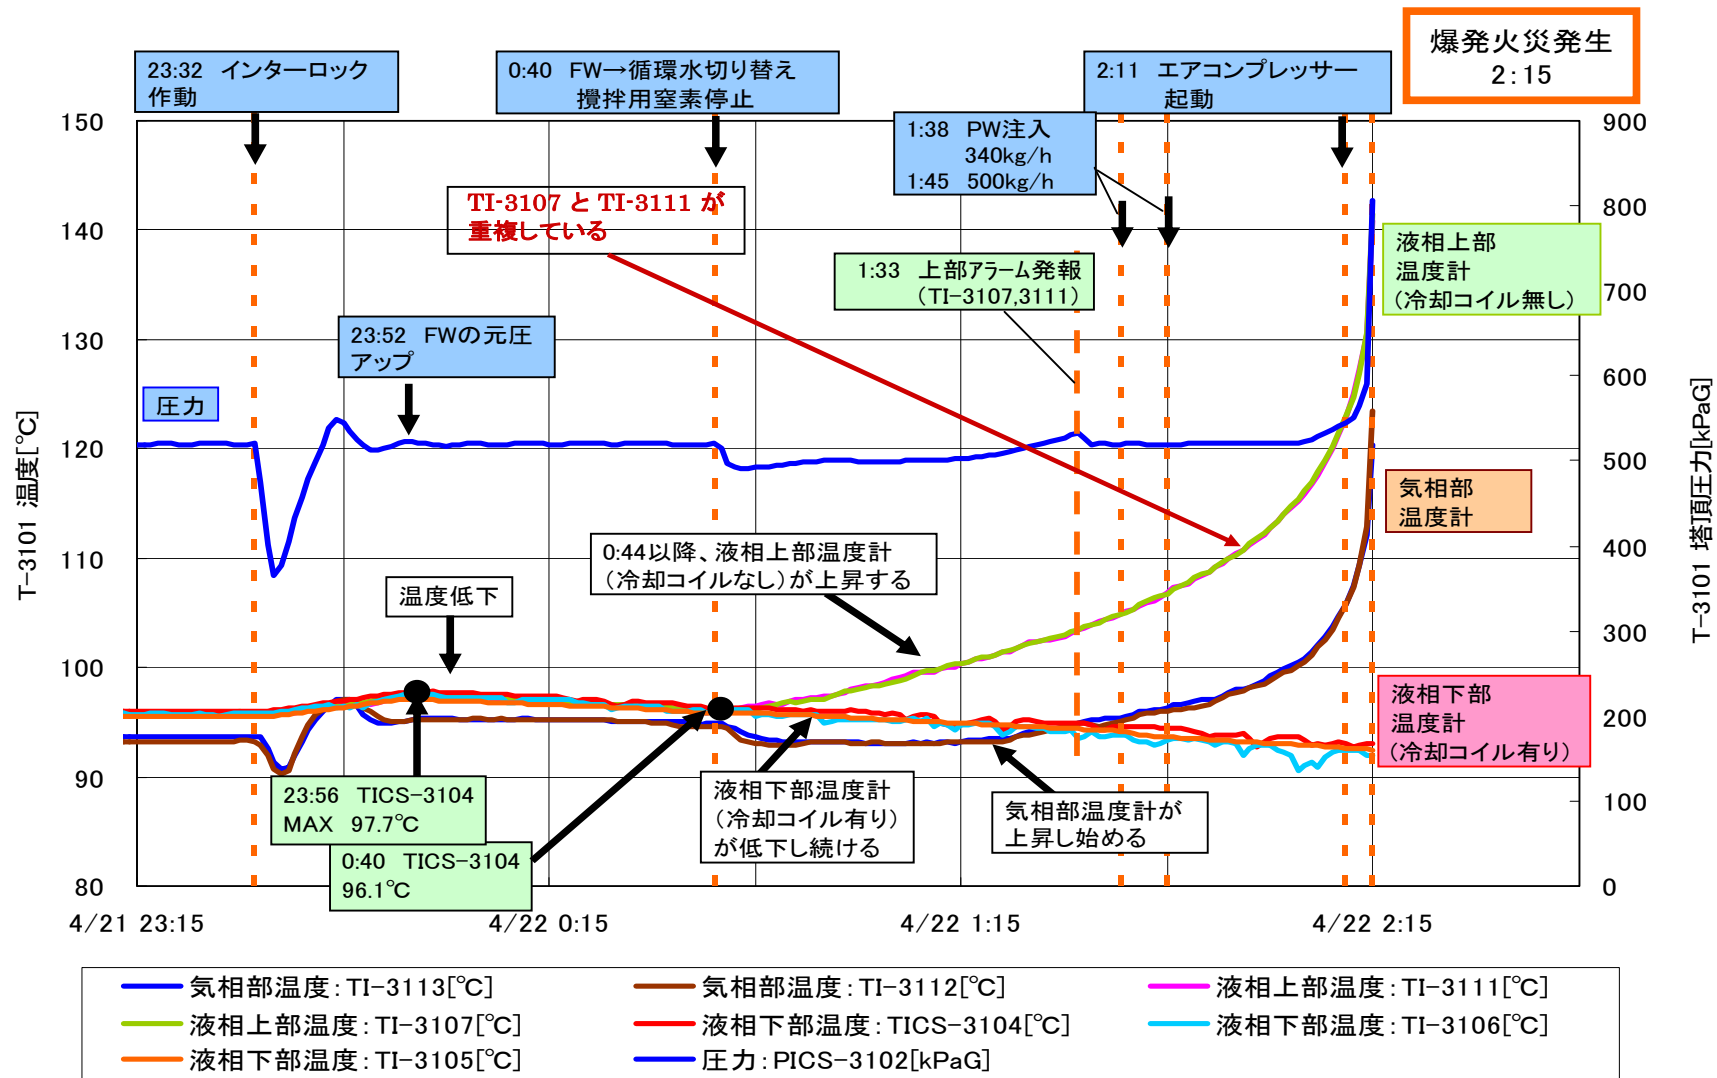 爆発火災発生
2:15
23:32 インターロック
作動
0:40 FW→循環水切り替え
攪拌用窒素停止
2:11 エアコンプレッサー
起動
1:38 PW注入
340kg/h
1:45 500kg/h
TI-3107 と TI-3111 が
重複している
1:33 上部アラーム発報
(TI-3107,3111)
23:52 FWの元圧
アップ
圧力
液相上部
温度計
(冷却コイル無し)
気相部
温度計
0:44以降、液相上部温度計
(冷却コイルなし)が上昇する
温度低下
液相下部
温度計
(冷却コイル有り)
23:56 TICS-3104
MAX 97.7℃
0:40 TICS-3104
96.1℃
液相下部温度計
(冷却コイル有り)
が低下し続ける
気相部温度計が
上昇し始める
T-3101 温度[℃]
150
140
130
120
110
100
90
80
T-3101 塔頂圧力[kPaG]
900
800
700
600
500
400
300
200
100
0
4/21 23:15
4/22 0:15
4/22 1:15
4/22 2:15
気相部温度:TI-3113[℃]
気相部温度:TI-3112[℃]
液相上部温度:TI-3111[℃]
液相上部温度:TI-3107[℃]
液相下部温度:TICS-3104[℃]
液相下部温度:TI-3106[℃]
液相下部温度:TI-3105[℃]
圧力:PICS-3102[kPaG]